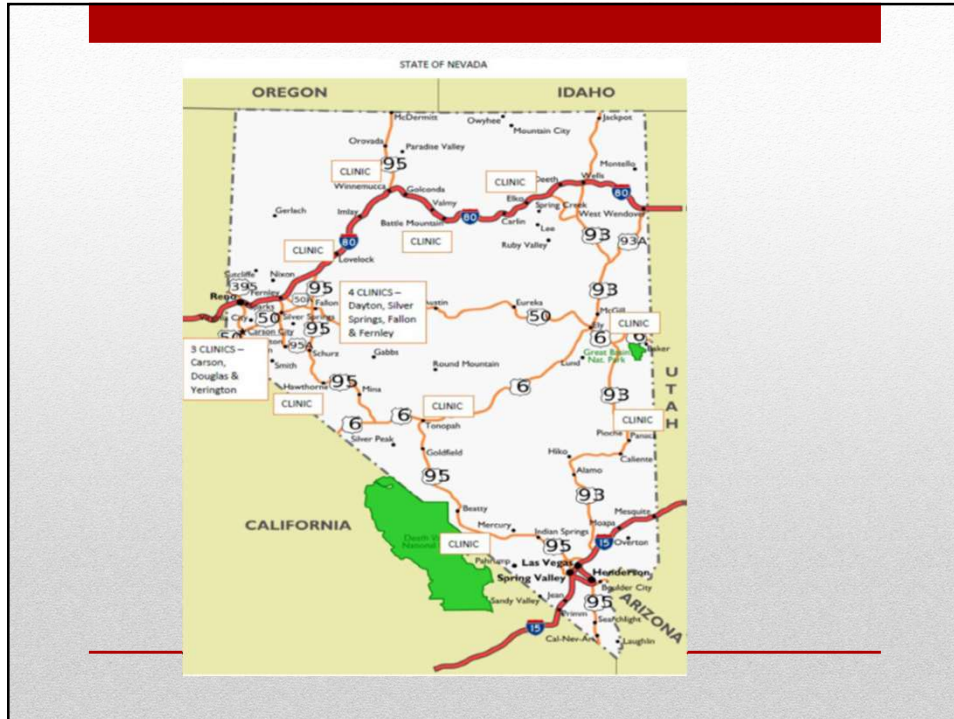 STATE OF NEVADA
OREGON
IDAHO
McDermitt
Owyhee
Mountain City
Jackpot
Orovada
Paradise Valley
95
Montello
CLINIC
Winnemucca
Golconda
CLINIC
Deeth
Wells
80
Elko
Spring Creek
West Wendover
Gerlach
Imlay
Valmy
80
Battle Mountain
Carlin
Lee
93
93A
CLINIC
80
CLINIC
Ruby Valley
Lovelock
Nixon
395
Fernley
95
93
Reno
50A
Fallon
4 CLINICS –
Dayton, Silver
Springs, Fallon
& Fernley
Eureka
50
McGill
50
Silver Springs
95
Ely
CLINIC
50
Carson City
95A
6
6
Baker
3 CLINICS –
Carson,
Douglas &
Yerington
Schurz
Gabbs
Lund
Great Basin
Nat. Park
Smith
Round Mountain
UTAH
Hawthorne
95
Mina
6
93
CLINIC
CLINIC
CLINIC
6
Tonopah
Pioche
Panaca
Silver Peak
Goldfield
Hiko
Caliente
95
Alamo
93
Beatty
Mesquite
CALIFORNIA
Mercury
Indian Springs
Moapa
CLINIC
95
15
Overton
Pahrump
Las Vegas
Spring Valley
Henderson
Boulder City
Sandy Valley
Jean
95
ARIZONA
Primm
Searchlight
15
Cal-Nev-Ari
Laughlin